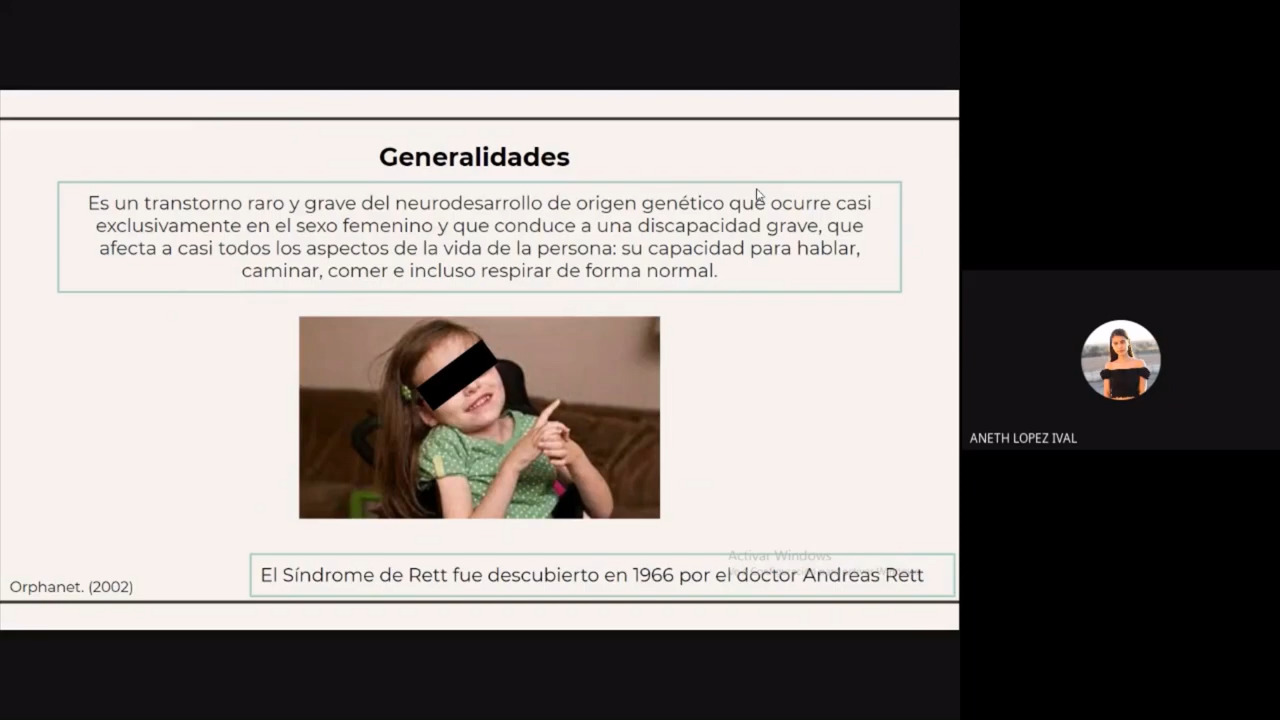 Generalidades
Es un transtorno raro y grave del neurodesarrollo de origen genético que ocurre casi
exclusivamente en el sexo femenino y que conduce a una discapacidad grave, que
afecta a casi todos los aspectos de la vida de la persona: su capacidad para hablar,
caminar, comer e incluso respirar de forma normal.
ANETH LOPEZ IVAL
Activar Windows
El Síndrome de Rett fue descubierto en 1966 por el doctor Andreas Rett
Orphanet. (2002)